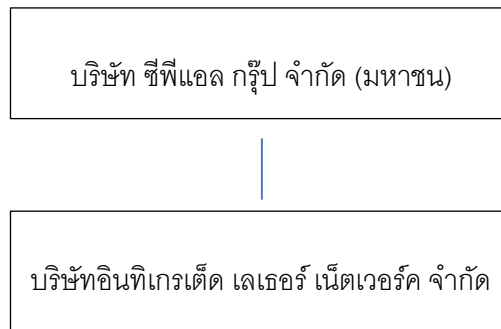 บริษัท ซีพีแอล กรุ๊ป จำกัด (มหาชน)
บริษัทอินทิเกรเต็ด เลเธอร์ เน็ตเวอร์ค จำกัด